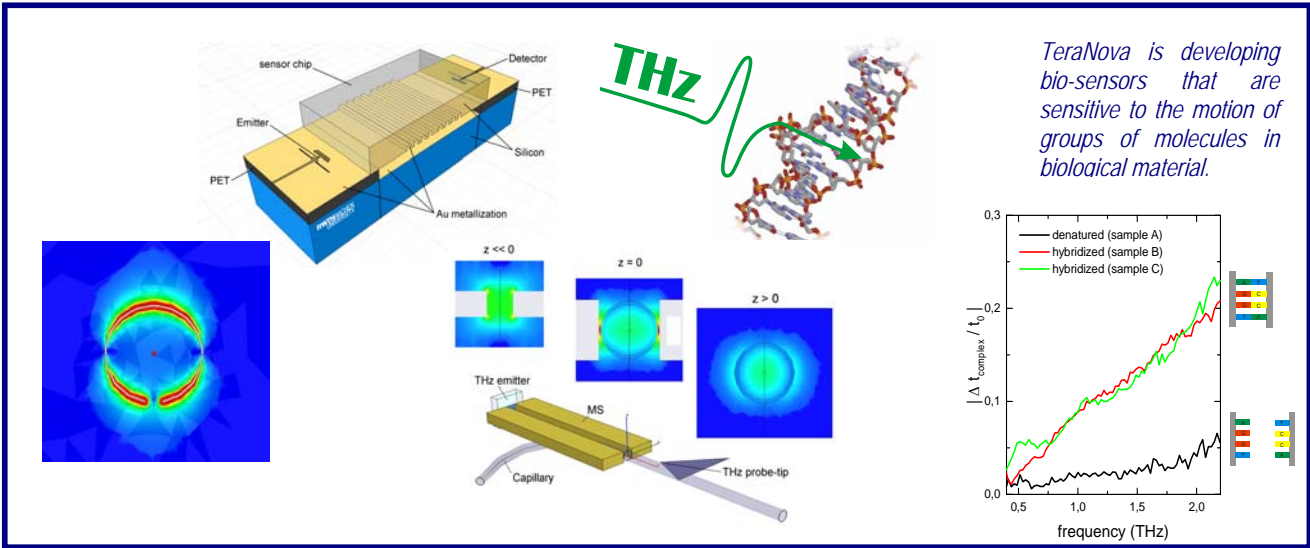 sensor chip
Detector
PET
Emitter
Silicon
PET
Au metallization
THz
TeraNova is developing
bio-sensors that are
sensitive to the motion of
groups of molecules in
biological material.
z << 0
z = 0
z > 0
THz emitter
MS
Capillary
THz probe-tip
0,3
denatured (sample A)
hybridized (sample B)
hybridized (sample C)
0,2
| Δ t_complex / t_0 |
0,1
0,0
0,5
1,0
1,5
2,0
frequency (THz)
G C
C
C
C